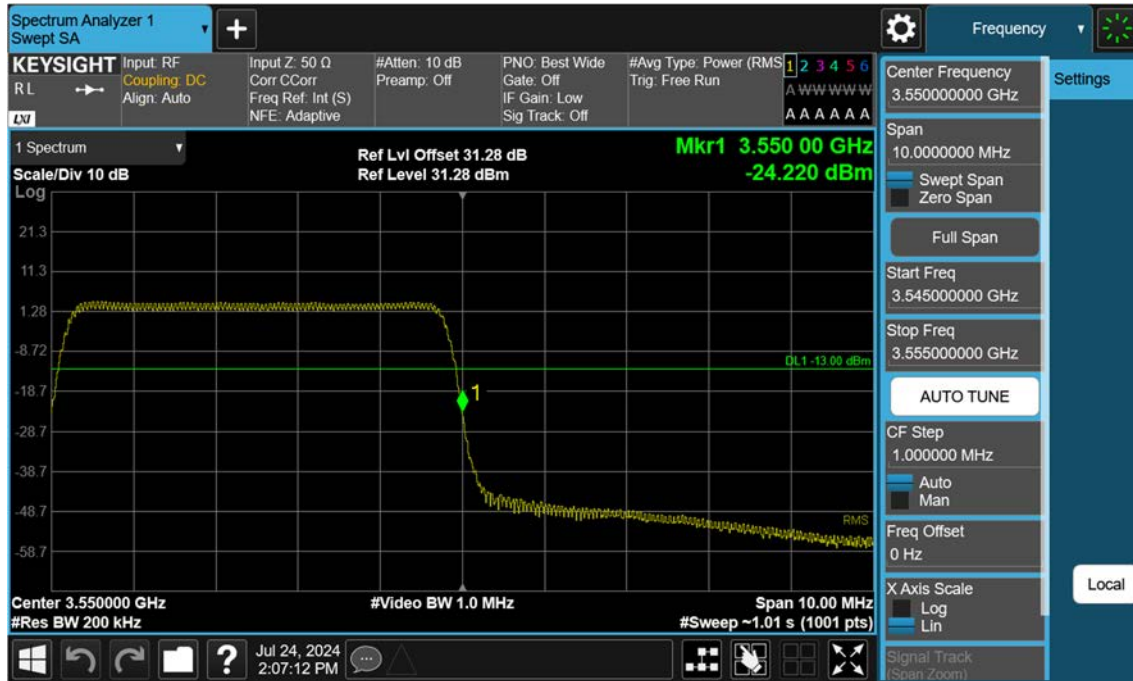 Spectrum Analyzer 1
Swept SA
+
Frequency
KEYSIGHT
RL
LXI
Input: RF
Coupling: DC
Align: Auto
Input Z: 50 Ω
Corr CCorr
Freq Ref: Int (S)
NFE: Adaptive
#Atten: 10 dB
Preamp: Off
PNO: Best Wide
Gate: Off
IF Gain: Low
Sig Track: Off
#Avg Type: Power (RMS
Trig: Free Run
1 2 3 4 5 6
A W W W W W
A A A A A A
1 Spectrum
Scale/Div 10 dB
Ref Lvl Offset 31.28 dB
Ref Level 31.28 dBm
Mkr1 3.550 00 GHz
-24.220 dBm
Log
21.3
11.3
1.28
-8.72
-18.7
-28.7
-38.7
-48.7
-58.7
DL1 -13.00 dBm
1
RMS
Center 3.550000 GHz
#Res BW 200 kHz
#Video BW 1.0 MHz
Span 10.00 MHz
#Sweep ~1.01 s (1001 pts)
Center Frequency
3.550000000 GHz
Span
10.0000000 MHz
Swept Span
Zero Span
Full Span
Start Freq
3.545000000 GHz
Stop Freq
3.555000000 GHz
AUTO TUNE
CF Step
1.000000 MHz
Auto
Man
Freq Offset
0 Hz
X Axis Scale
Log
Lin
Signal Track
(Span Zoom)
Settings
Local
?
Jul 24, 2024
2:07:12 PM